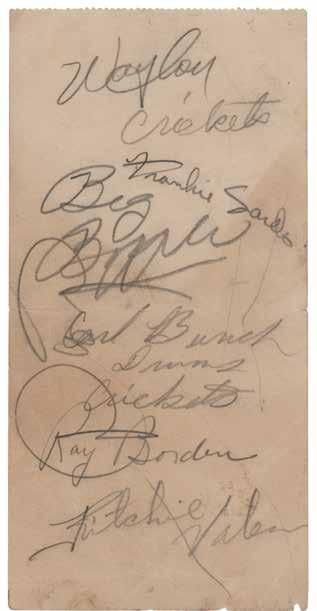 Waylon
Crickets
Frankie Sardo
Big
Bopper
Carl Bunch
Drums
Crickets
Ray Borden
Ritchie Valens